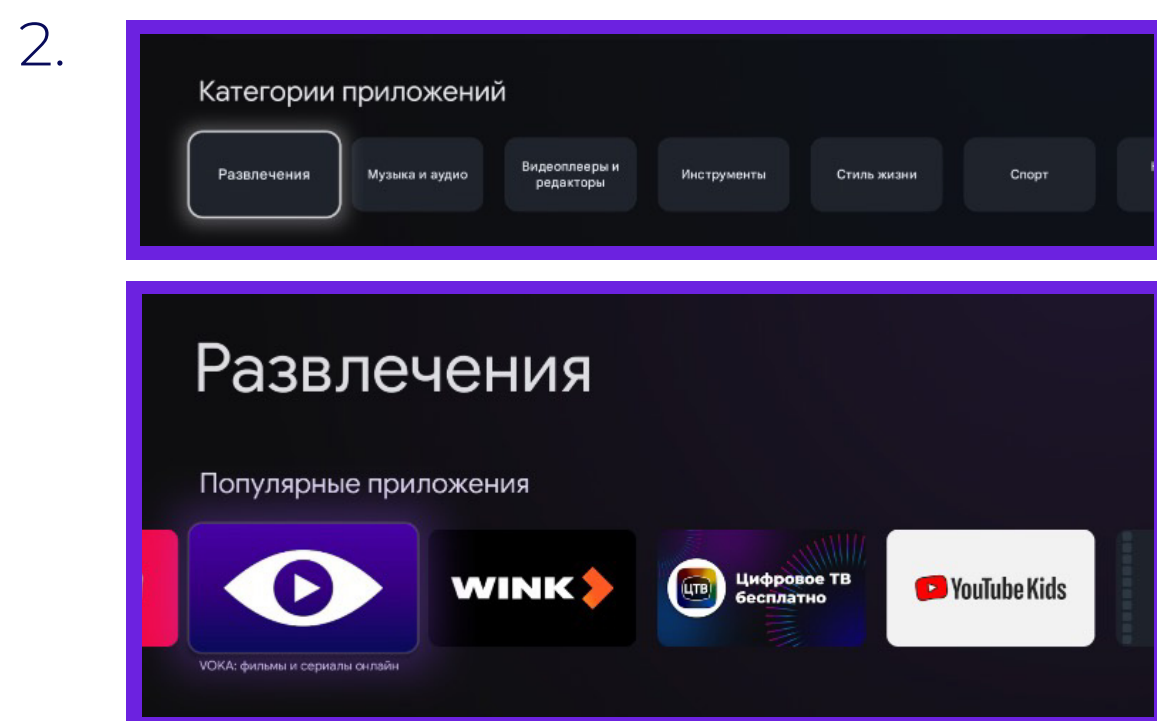 2.
Категории приложений
Развлечения
Музыка и аудио
Видеоплееры и
редакторы
Инструменты
Стиль жизни
Спорт
Развлечения
Популярные приложения
WINK
ЦТВ
Цифровое ТВ
бесплатно
YouTube Kids
VOKA: фильмы и сериалы онлайн